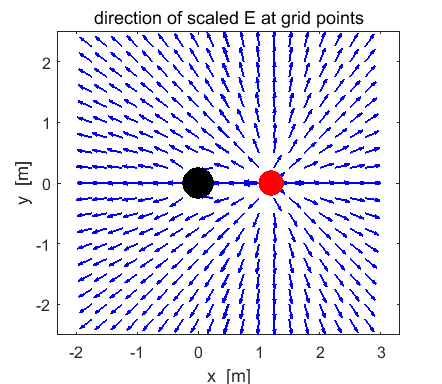 direction of scaled E at grid points
2
1
0
-1
-2
y [m]
-2 -1 0 1 2 3
x [m]